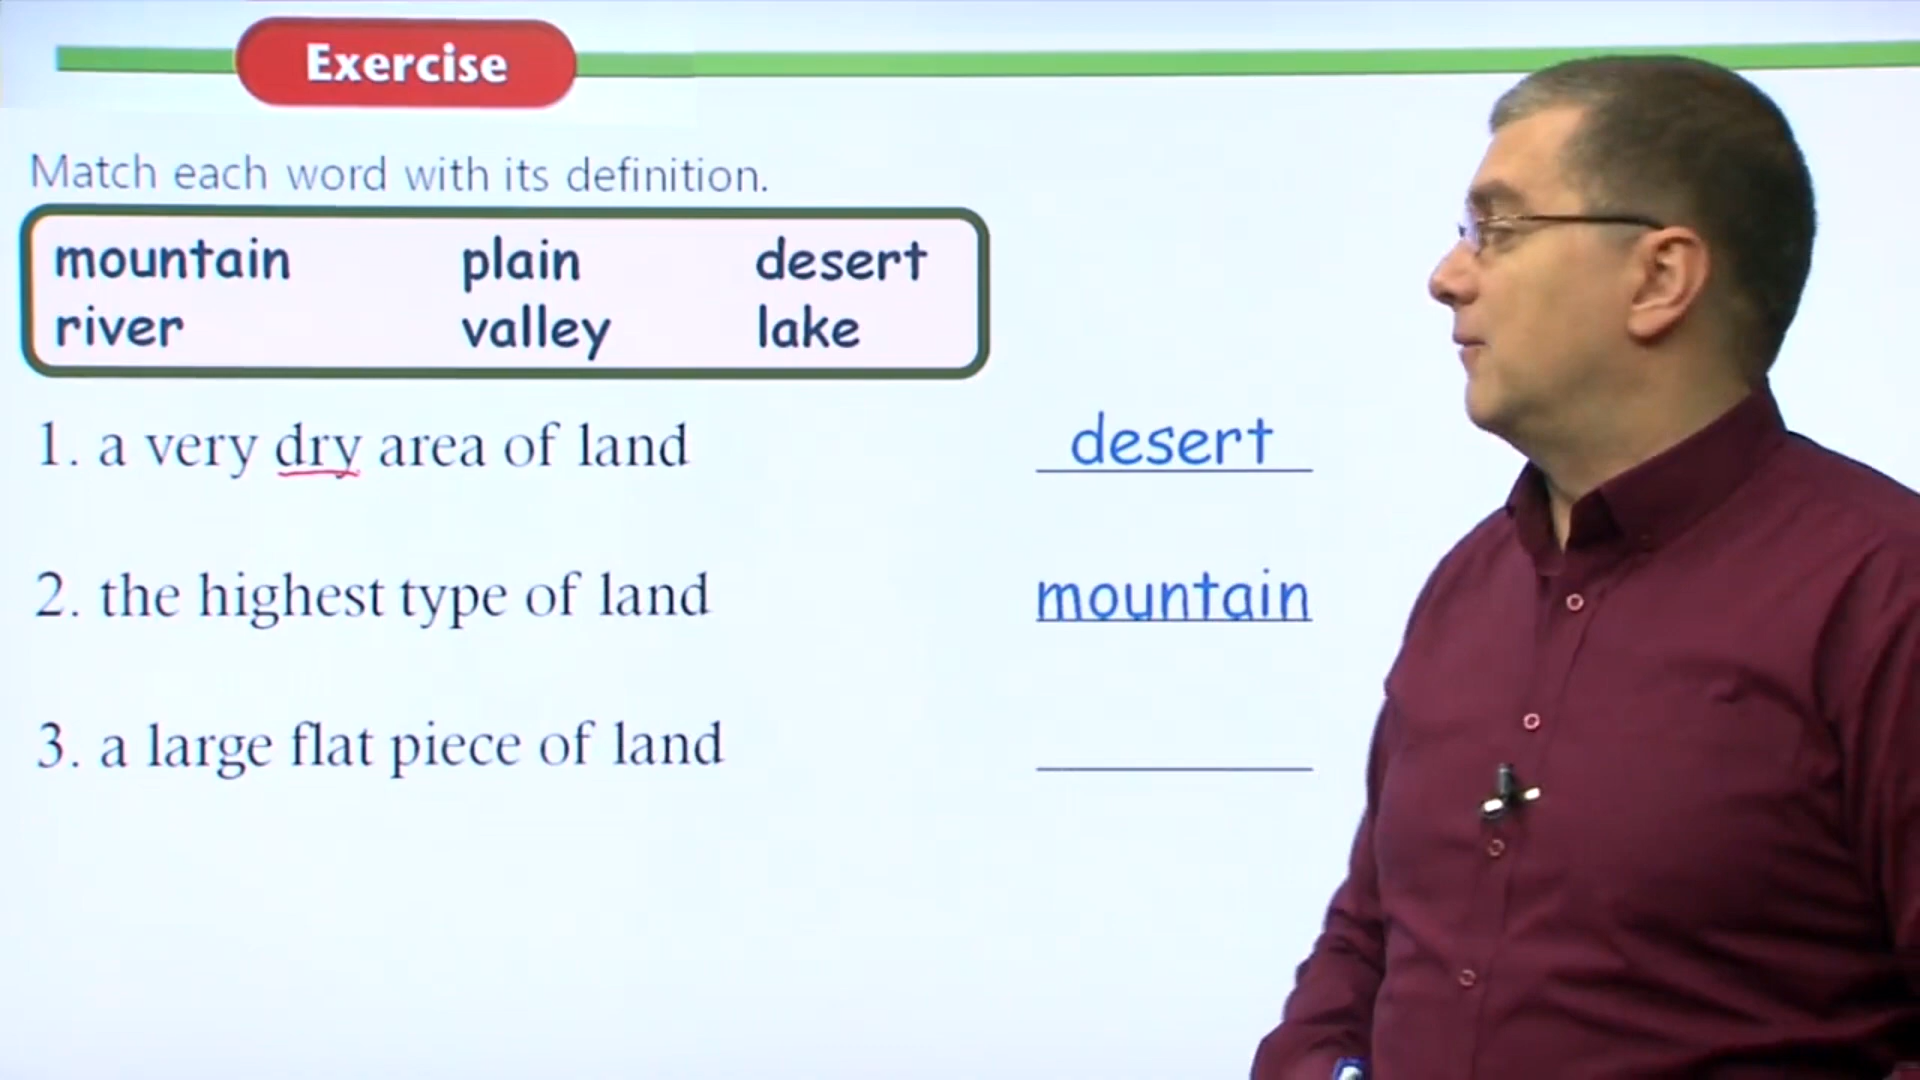 Exercise
Match each word with its definition.
mountain plain desert
river valley lake
1. a very dry area of land desert
2. the highest type of land mountain
3. a large flat piece of land